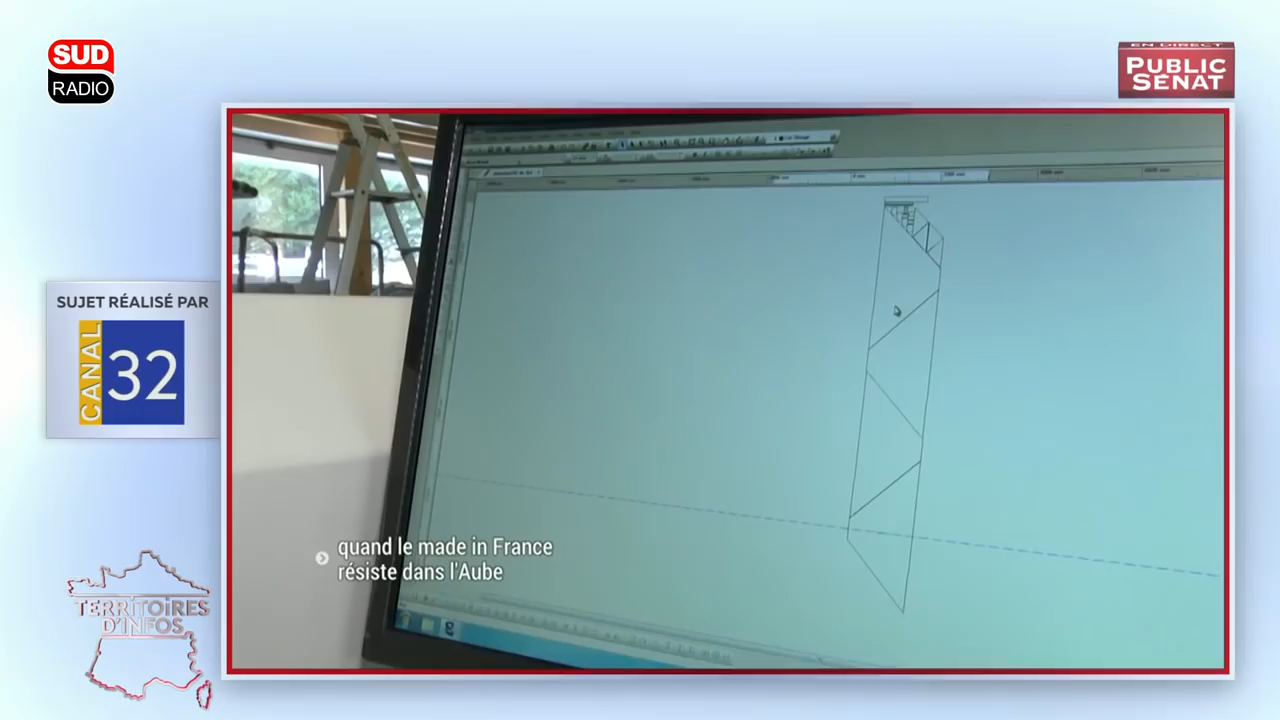 SUD
RADIO
EN DIRECT
PUBLIC
SÉNAT
SUJET RÉALISÉ PAR
CANAL
32
quand le made in France
résiste dans l'Aube
TERRITOIRES
D'INFOS